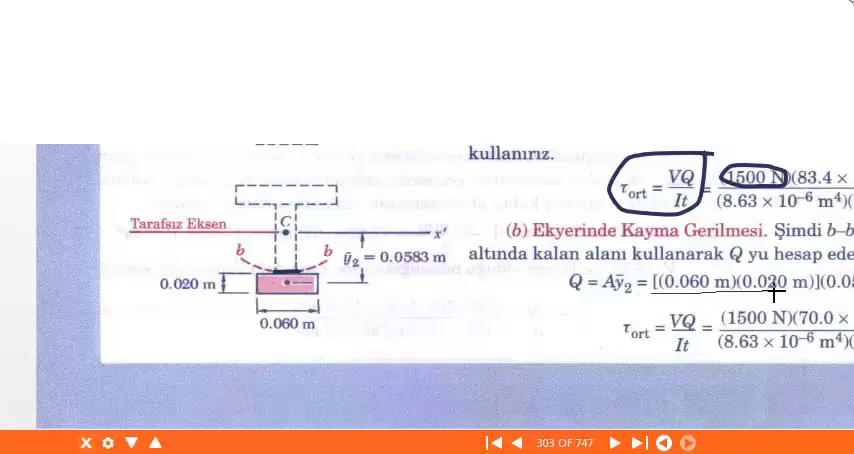 kullanırız.
τort = VQ/It = (1500 N)(83.4 × / (8.63 × 10⁻⁶ m⁴)(
Tarafsız Eksen
C
x'
(b) Ekyerinde Kayma Gerilmesi. Şimdi b–b
b
b
ȳ2 = 0.0583 m
altında kalan alanı kullanarak Q yu hesap ede
0.020 m
Q = Aȳ2 = [(0.060 m)(0.020 m)](0.05
0.060 m
τort = VQ/It = (1500 N)(70.0 × / (8.63 × 10⁻⁶ m⁴)(
303 OF 747